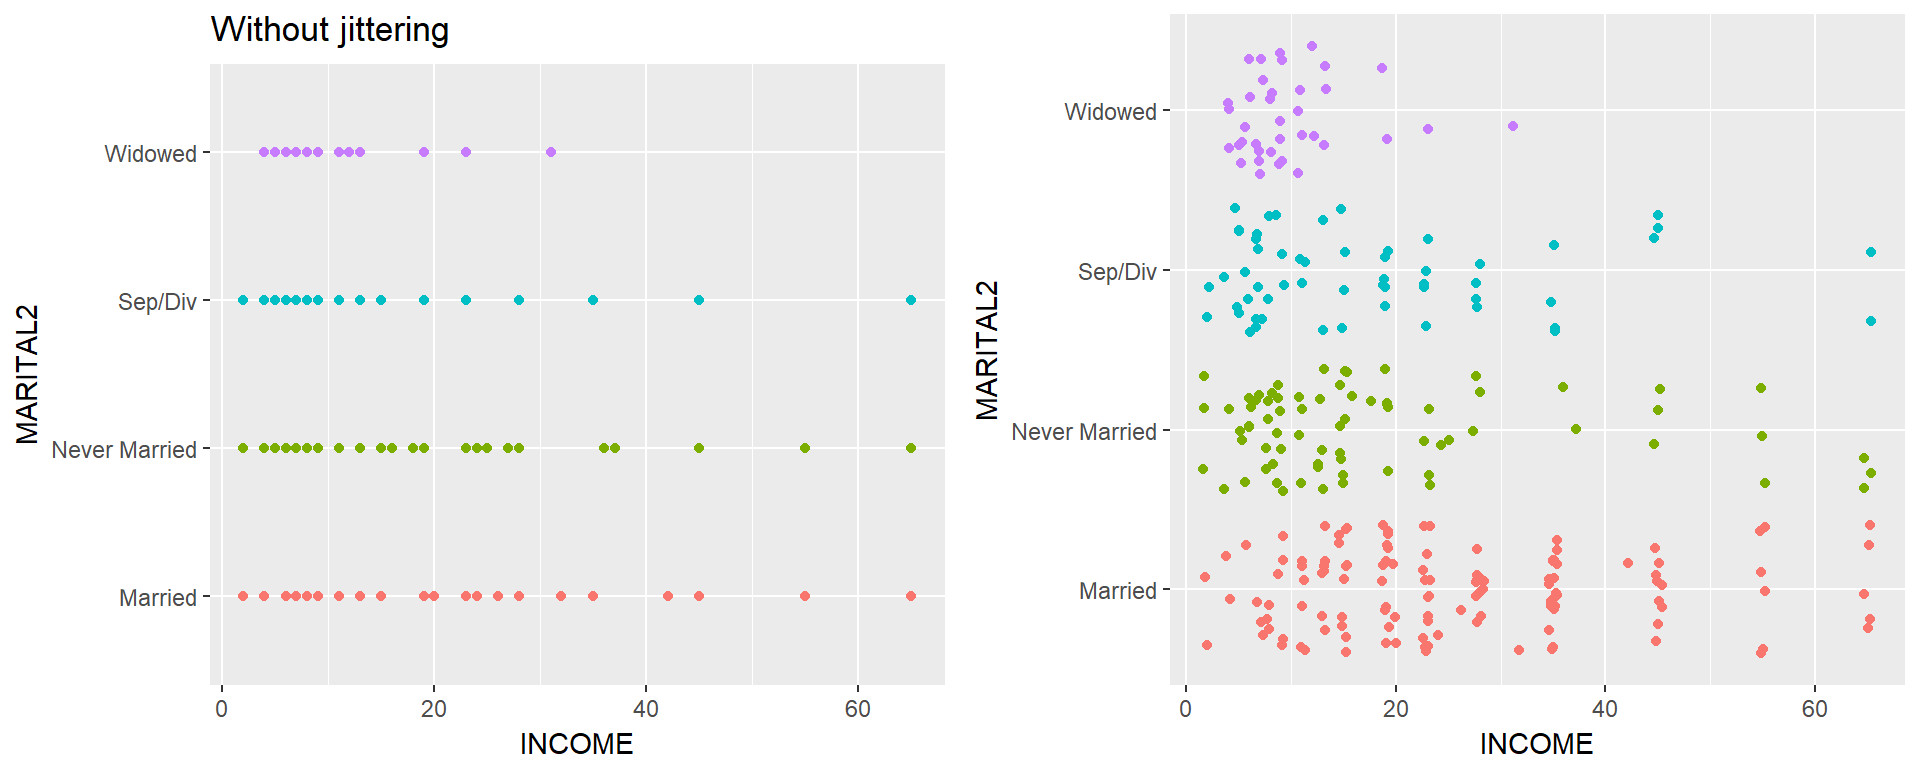 Without jittering
MARITAL2
Widowed
Sep/Div
Never Married
Married
0 20 40 60
INCOME
MARITAL2
Widowed
Sep/Div
Never Married
Married
0 20 40 60
INCOME